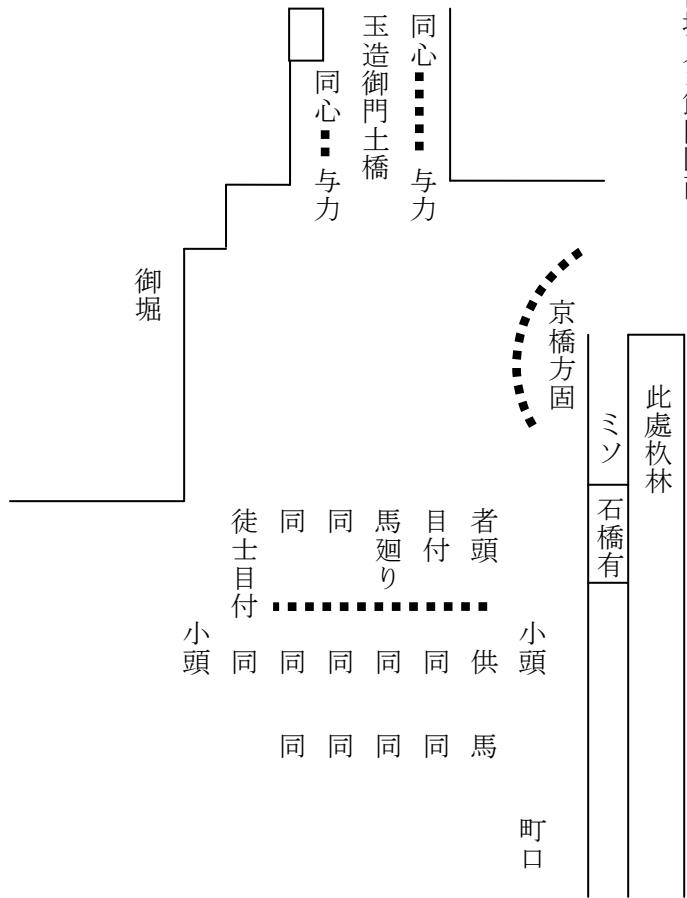 同心
与力
玉造御門土橋
同心
与力
御堀
京橋方固
此處杦林
ミソ
石橋有
者頭
目付
馬廻り
同
同
徒士目付
小頭
供
同
同
同
同
同
小頭
馬
同
同
同
同
町口